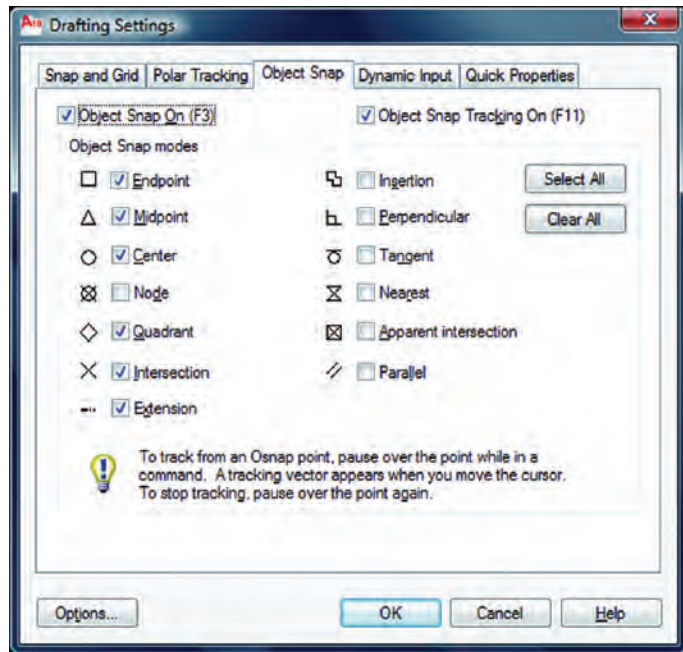 Drafting Settings
Snap and Grid Polar Tracking Object Snap Dynamic Input Quick Properties
Object Snap On (F3) Object Snap Tracking On (F11)
Object Snap modes
Endpoint Insertion Select All
Midpoint Perpendicular Clear All
Center Tangent
Node Nearest
Quadrant Apparent intersection
Intersection Parallel
Extension
To track from an Osnap point, pause over the point while in a
command. A tracking vector appears when you move the cursor.
To stop tracking, pause over the point again.
Options... OK Cancel Help